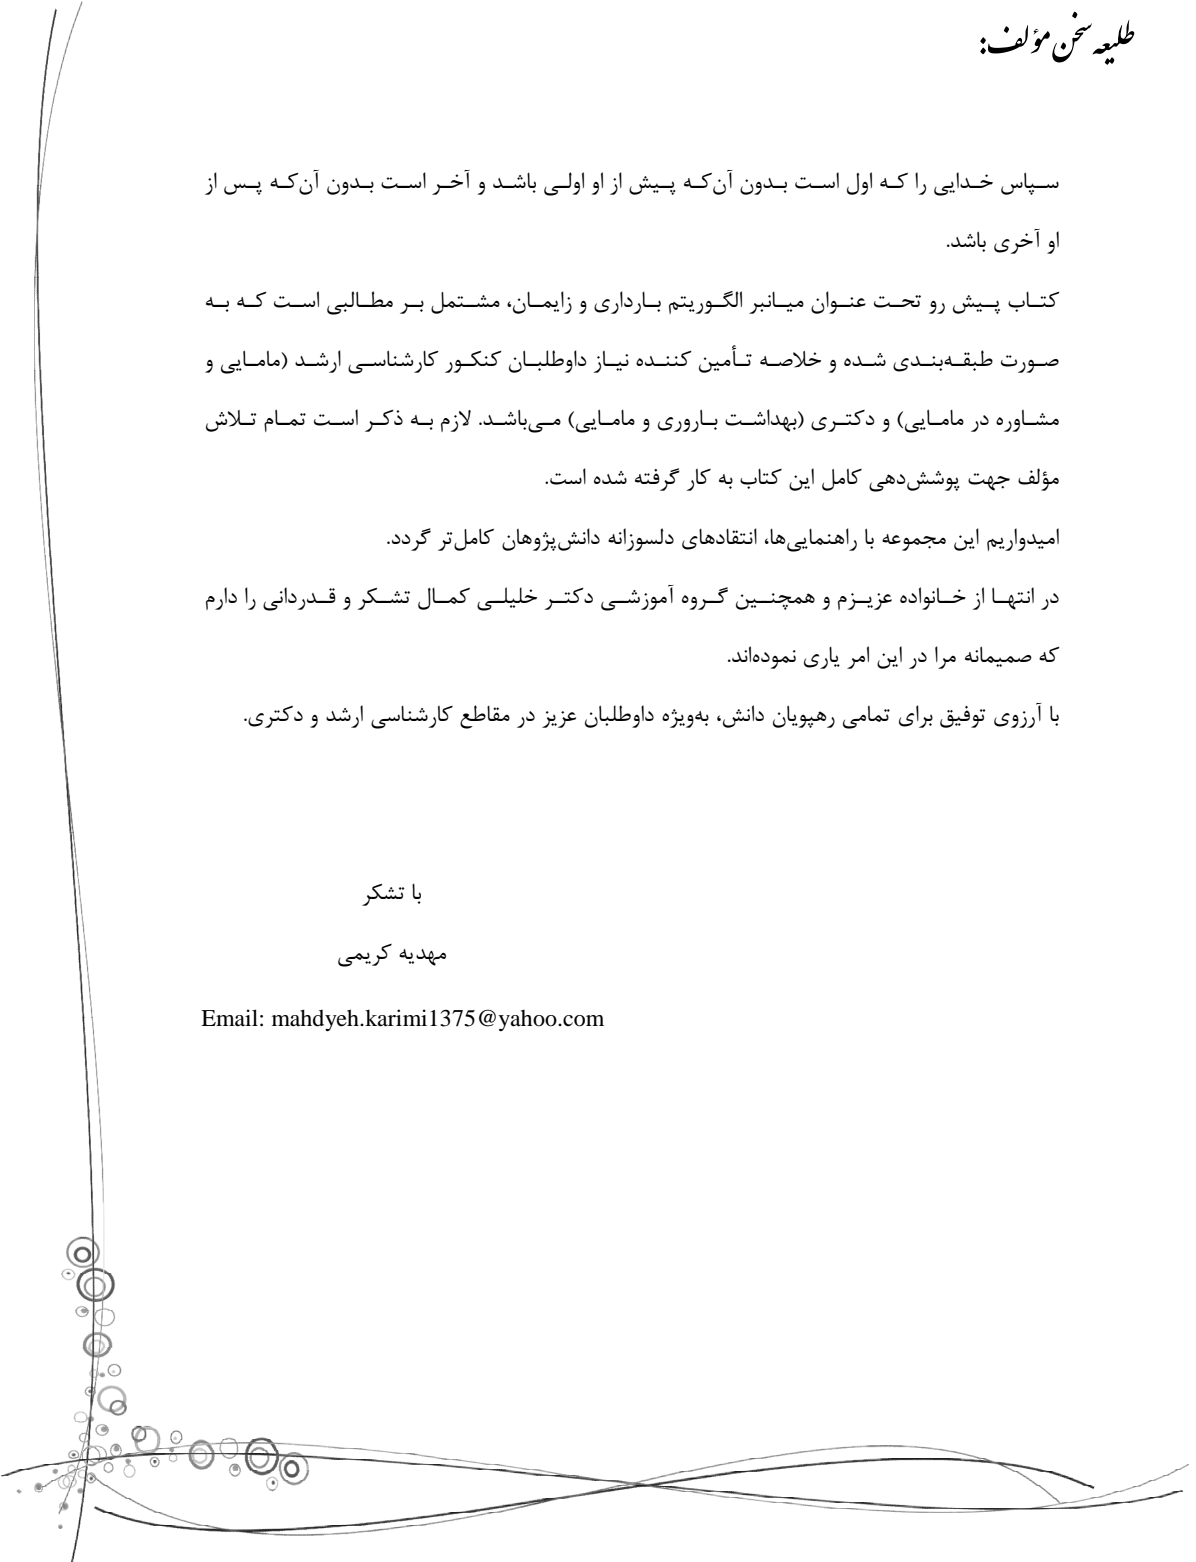 طلیعه سخن مؤلف:
سپاس خدایی را که اول است بدون آن‌که پیش از او اولی باشد و آخر است بدون آن‌که پس از
او آخری باشد.
کتاب پیش رو تحت عنوان میانبر الگوریتم بارداری و زایمان، مشتمل بر مطالبی است که به
صورت طبقه‌بندی شده و خلاصه تأمین کننده نیاز داوطلبان کنکور کارشناسی ارشد (مامایی و
مشاوره در مامایی) و دکتری (بهداشت باروری و مامایی) می‌باشد. لازم به ذکر است تمام تلاش
مؤلف جهت پوشش‌دهی کامل این کتاب به کار گرفته شده است.
امیدواریم این مجموعه با راهنمایی‌ها، انتقادهای دلسوزانه دانش‌پژوهان کامل‌تر گردد.
در انتها از خانواده عزیزم و همچنین گروه آموزشی دکتر خلیلی کمال تشکر و قدردانی را دارم
که صمیمانه مرا در این امر یاری نموده‌اند.
با آرزوی توفیق برای تمامی رهپویان دانش، به‌ویژه داوطلبان عزیز در مقاطع کارشناسی ارشد و دکتری.
با تشکر
مهدیه کریمی
Email: mahdyeh.karimi1375@yahoo.com